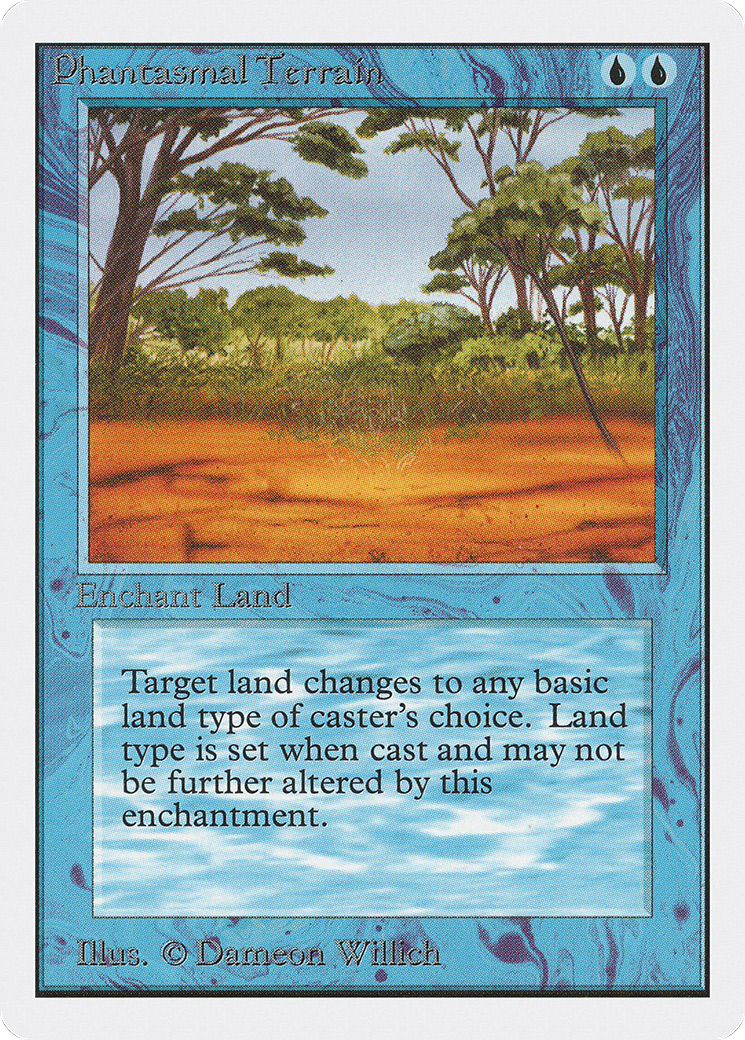 Phantasmal Terrain
Enchant Land
Target land changes to any basic
land type of caster's choice. Land
type is set when cast and may not
be further altered by this
enchantment.
Illus. © Dameon Willich